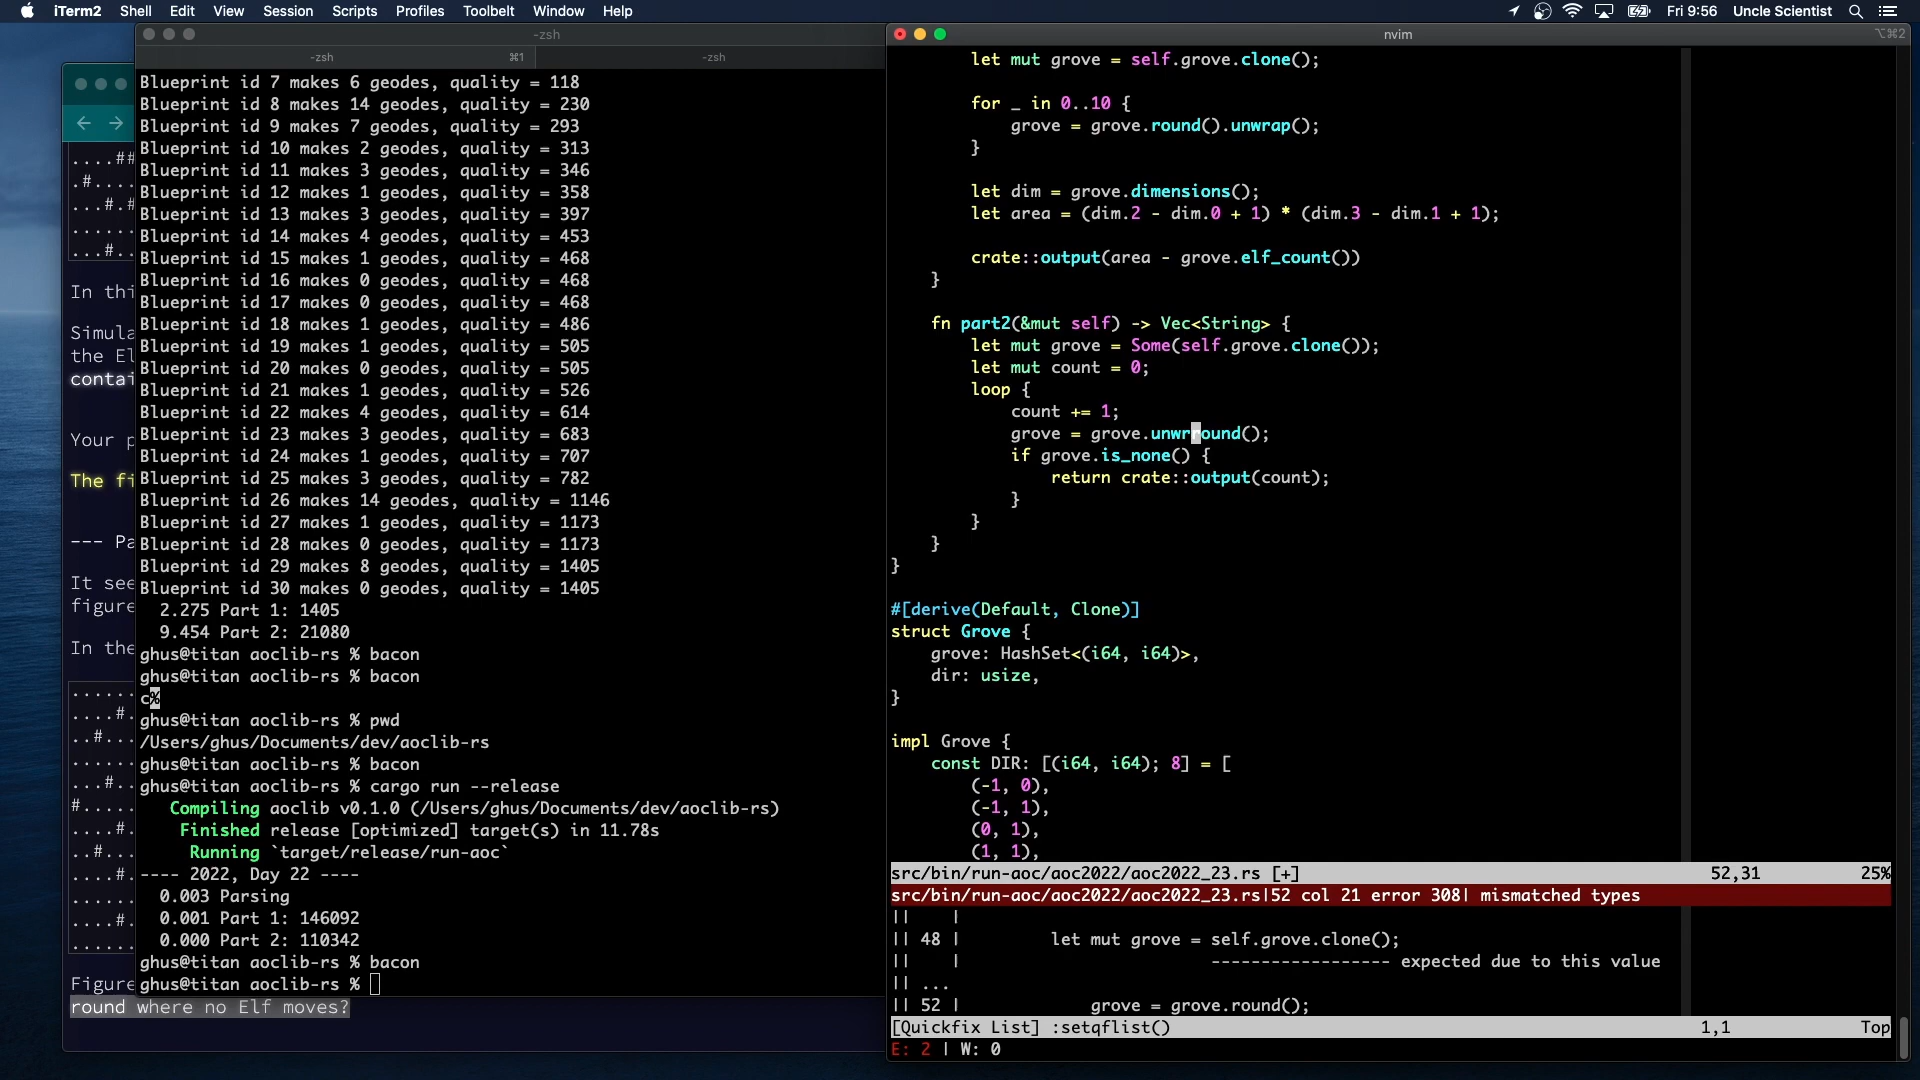 iTerm2 Shell Edit View Session Scripts Profiles Toolbelt Window Help Fri 9:56 Uncle Scientist
-zsh
-zsh ⌘1 -zsh
Blueprint id 7 makes 6 geodes, quality = 118
Blueprint id 8 makes 14 geodes, quality = 230
Blueprint id 9 makes 7 geodes, quality = 293
Blueprint id 10 makes 2 geodes, quality = 313
Blueprint id 11 makes 3 geodes, quality = 346
Blueprint id 12 makes 1 geodes, quality = 358
Blueprint id 13 makes 3 geodes, quality = 397
Blueprint id 14 makes 4 geodes, quality = 453
Blueprint id 15 makes 1 geodes, quality = 468
Blueprint id 16 makes 0 geodes, quality = 468
Blueprint id 17 makes 0 geodes, quality = 468
Blueprint id 18 makes 1 geodes, quality = 486
Blueprint id 19 makes 1 geodes, quality = 505
Blueprint id 20 makes 0 geodes, quality = 505
Blueprint id 21 makes 1 geodes, quality = 526
Blueprint id 22 makes 4 geodes, quality = 614
Blueprint id 23 makes 3 geodes, quality = 683
Blueprint id 24 makes 1 geodes, quality = 707
Blueprint id 25 makes 3 geodes, quality = 782
Blueprint id 26 makes 14 geodes, quality = 1146
Blueprint id 27 makes 1 geodes, quality = 1173
Blueprint id 28 makes 0 geodes, quality = 1173
Blueprint id 29 makes 8 geodes, quality = 1405
Blueprint id 30 makes 0 geodes, quality = 1405
2.275 Part 1: 1405
9.454 Part 2: 21080
ghus@titan aoclib-rs % bacon
ghus@titan aoclib-rs % bacon
c%
ghus@titan aoclib-rs % pwd
/Users/ghus/Documents/dev/aoclib-rs
ghus@titan aoclib-rs % bacon
ghus@titan aoclib-rs % cargo run --release
Compiling aoclib v0.1.0 (/Users/ghus/Documents/dev/aoclib-rs)
Finished release [optimized] target(s) in 11.78s
Running `target/release/run-aoc`
---- 2022, Day 22 ----
0.003 Parsing
0.001 Part 1: 146092
0.000 Part 2: 110342
ghus@titan aoclib-rs % bacon
ghus@titan aoclib-rs %
....##
.#....
...#.#
......
...#..
In thi
Simula
the El
contai
Your p
The fi
--- Pa
It see
figure
In the
......
....#.
..#...
......
...#..
#.....
....#.
..#...
....#.
......
....#.
......
Figure
round where no Elf moves?
nvim ⌥⌘2
let mut grove = self.grove.clone();
for _ in 0..10 {
grove = grove.round().unwrap();
}
let dim = grove.dimensions();
let area = (dim.2 - dim.0 + 1) * (dim.3 - dim.1 + 1);
crate::output(area - grove.elf_count())
}
fn part2(&mut self) -> Vec<String> {
let mut grove = Some(self.grove.clone());
let mut count = 0;
loop {
count += 1;
grove = grove.unwrround();
if grove.is_none() {
return crate::output(count);
}
}
}
}
#[derive(Default, Clone)]
struct Grove {
grove: HashSet<(i64, i64)>,
dir: usize,
}
impl Grove {
const DIR: [(i64, i64); 8] = [
(-1, 0),
(-1, 1),
(0, 1),
(1, 1),
src/bin/run-aoc/aoc2022/aoc2022_23.rs [+] 52,31 25%
src/bin/run-aoc/aoc2022/aoc2022_23.rs|52 col 21 error 308| mismatched types
|| |
|| 48 | let mut grove = self.grove.clone();
|| | ------------------ expected due to this value
|| ...
|| 52 | grove = grove.round();
[Quickfix List] :setqflist() 1,1 Top
E: 2 | W: 0